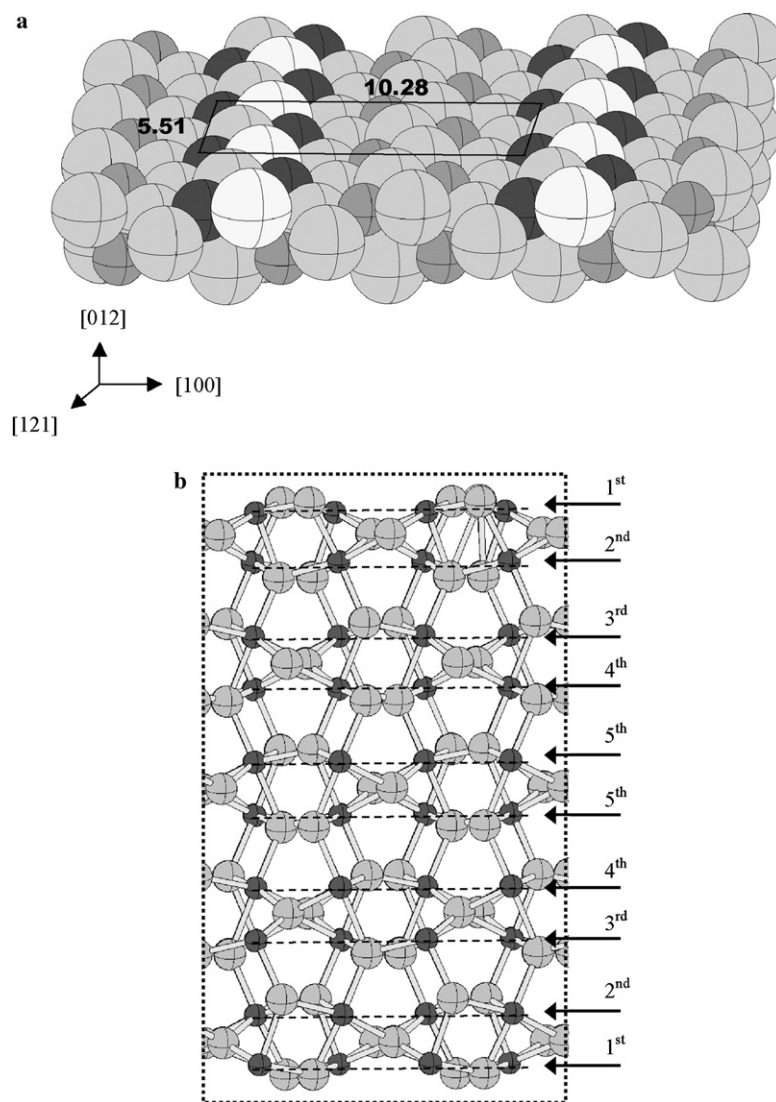 a
10.28
5.51
[012]
[100]
[121]
b
1st
2nd
3rd
4th
5th
5th
4th
3rd
2nd
1st